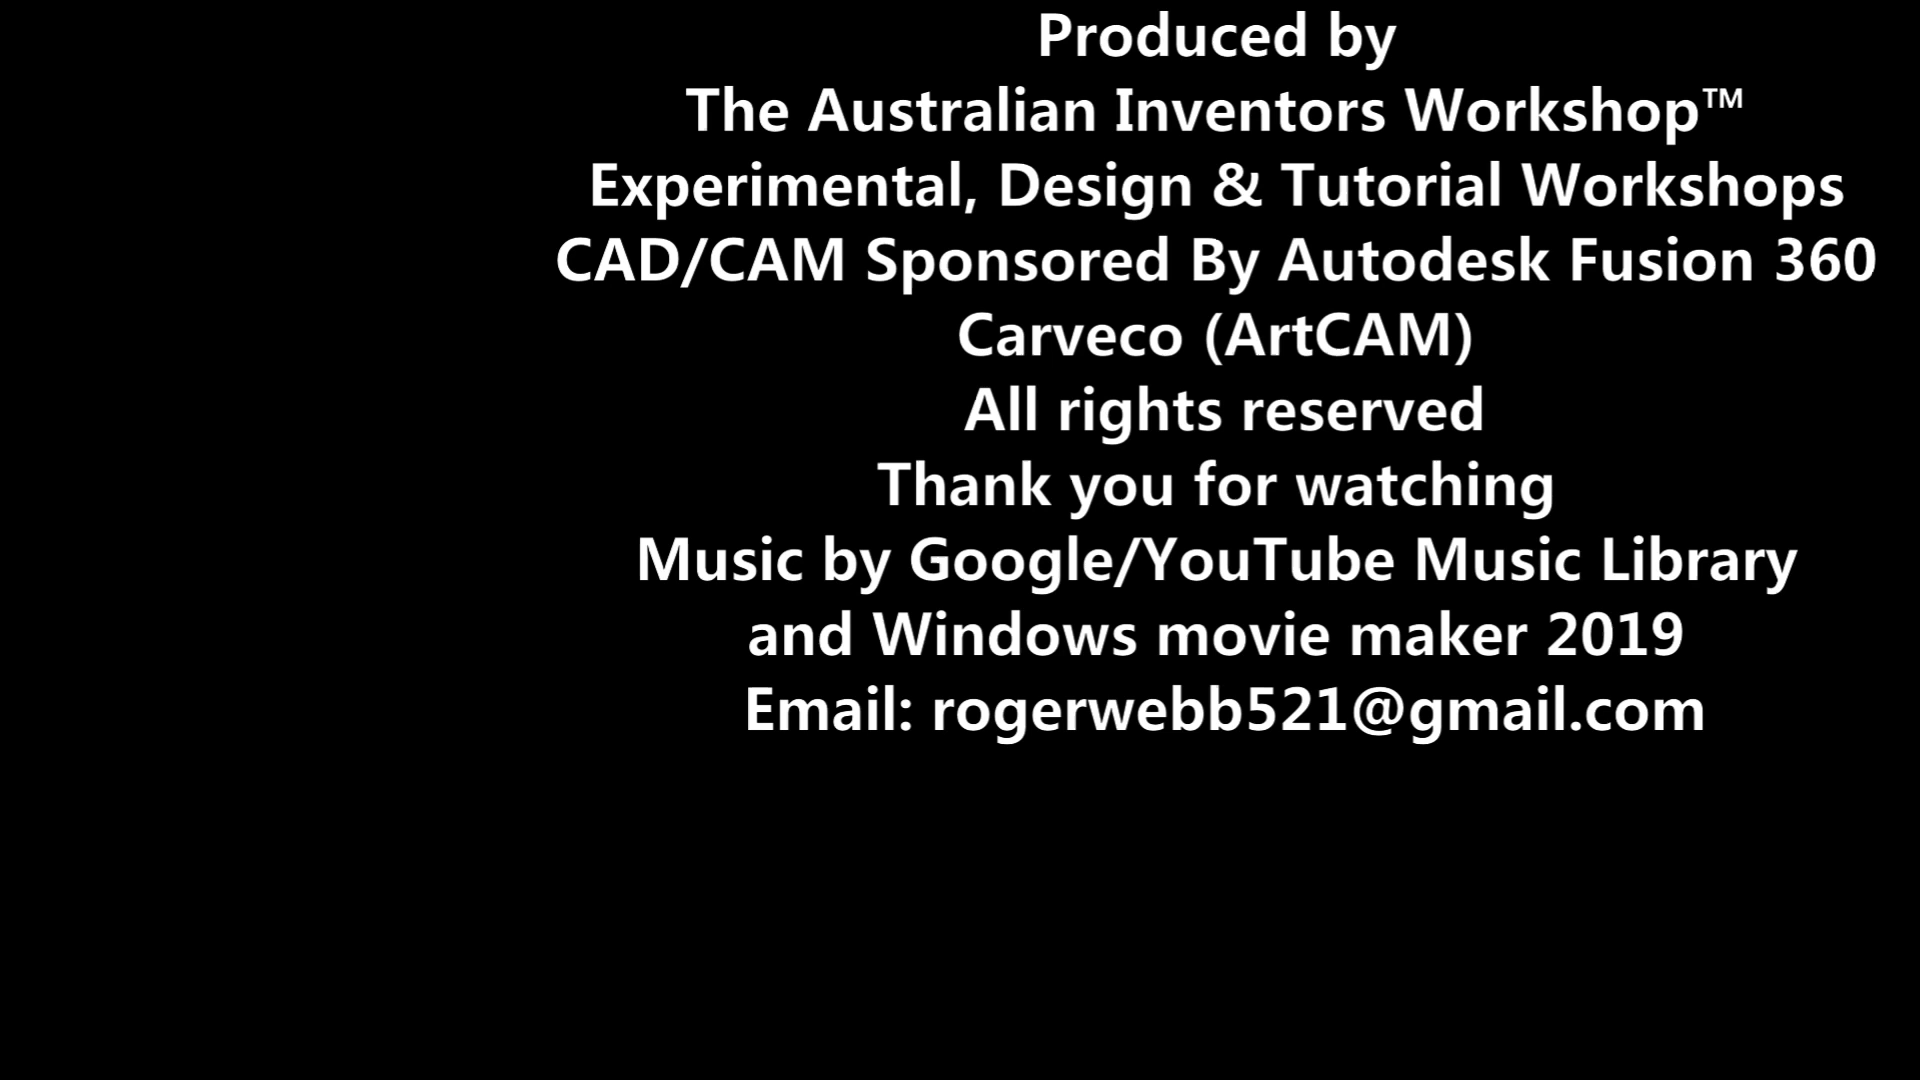 Produced by
The Australian Inventors Workshop™
Experimental, Design & Tutorial Workshops
CAD/CAM Sponsored By Autodesk Fusion 360
Carveco (ArtCAM)
All rights reserved
Thank you for watching
Music by Google/YouTube Music Library
and Windows movie maker 2019
Email: rogerwebb521@gmail.com